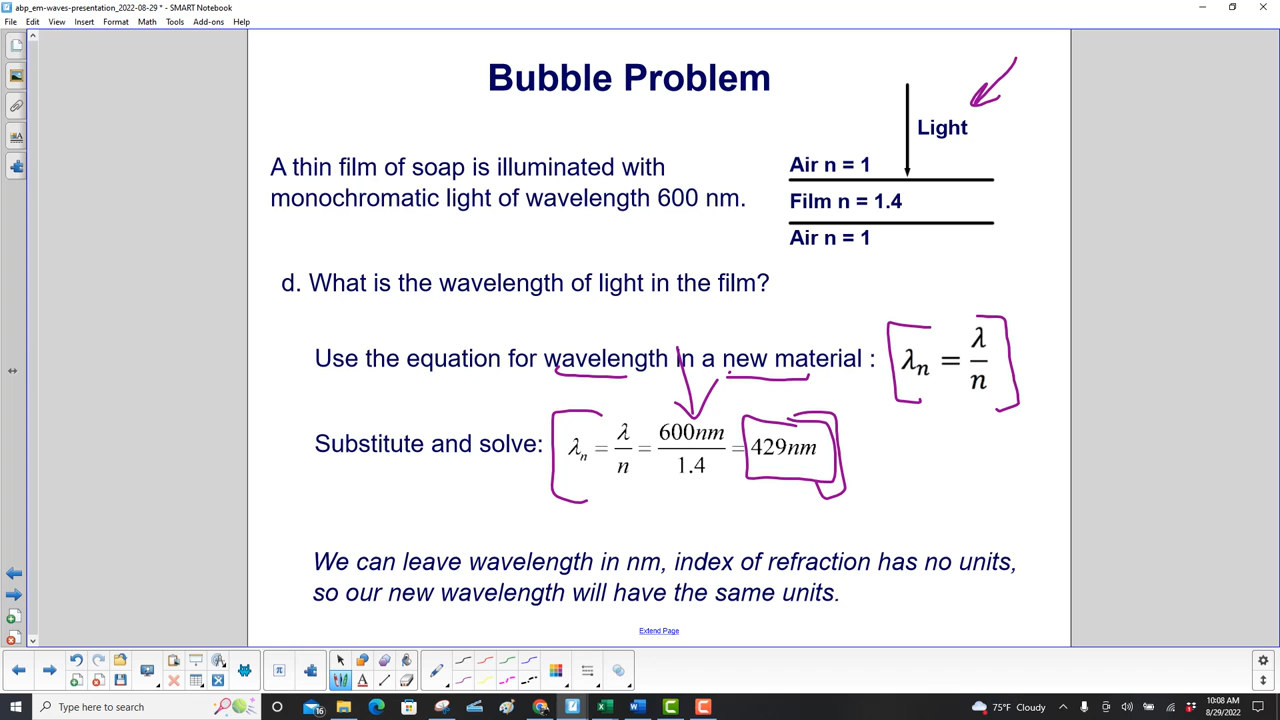 abp_em-waves-presentation_2022-08-29 * - SMART Notebook
File Edit View Insert Format Math Tools Add-ons Help
Bubble Problem
Light
A thin film of soap is illuminated with
monochromatic light of wavelength 600 nm.
Air n = 1
Film n = 1.4
Air n = 1
d. What is the wavelength of light in the film?
Use the equation for wavelength in a new material : λn = λ/n
Substitute and solve: λn = λ/n = 600nm/1.4 = 429nm
We can leave wavelength in nm, index of refraction has no units,
so our new wavelength will have the same units.
Extend Page
Type here to search
16
75°F Cloudy
10:08 AM
8/29/2022